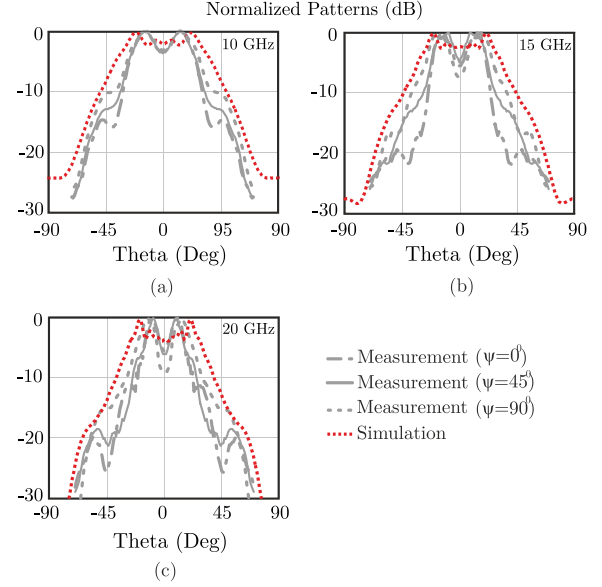 Normalized Patterns (dB)
0
-10
-20
-30
10 GHz
-90 -45 0 95 90
Theta (Deg)
(a)
0
-10
-20
-30
15 GHz
-90 -45 0 45 90
Theta (Deg)
(b)
0
-10
-20
-30
20 GHz
-90 -45 0 45 90
Theta (Deg)
(c)
Measurement (ψ=0⁰)
Measurement (ψ=45⁰)
Measurement (ψ=90⁰)
Simulation